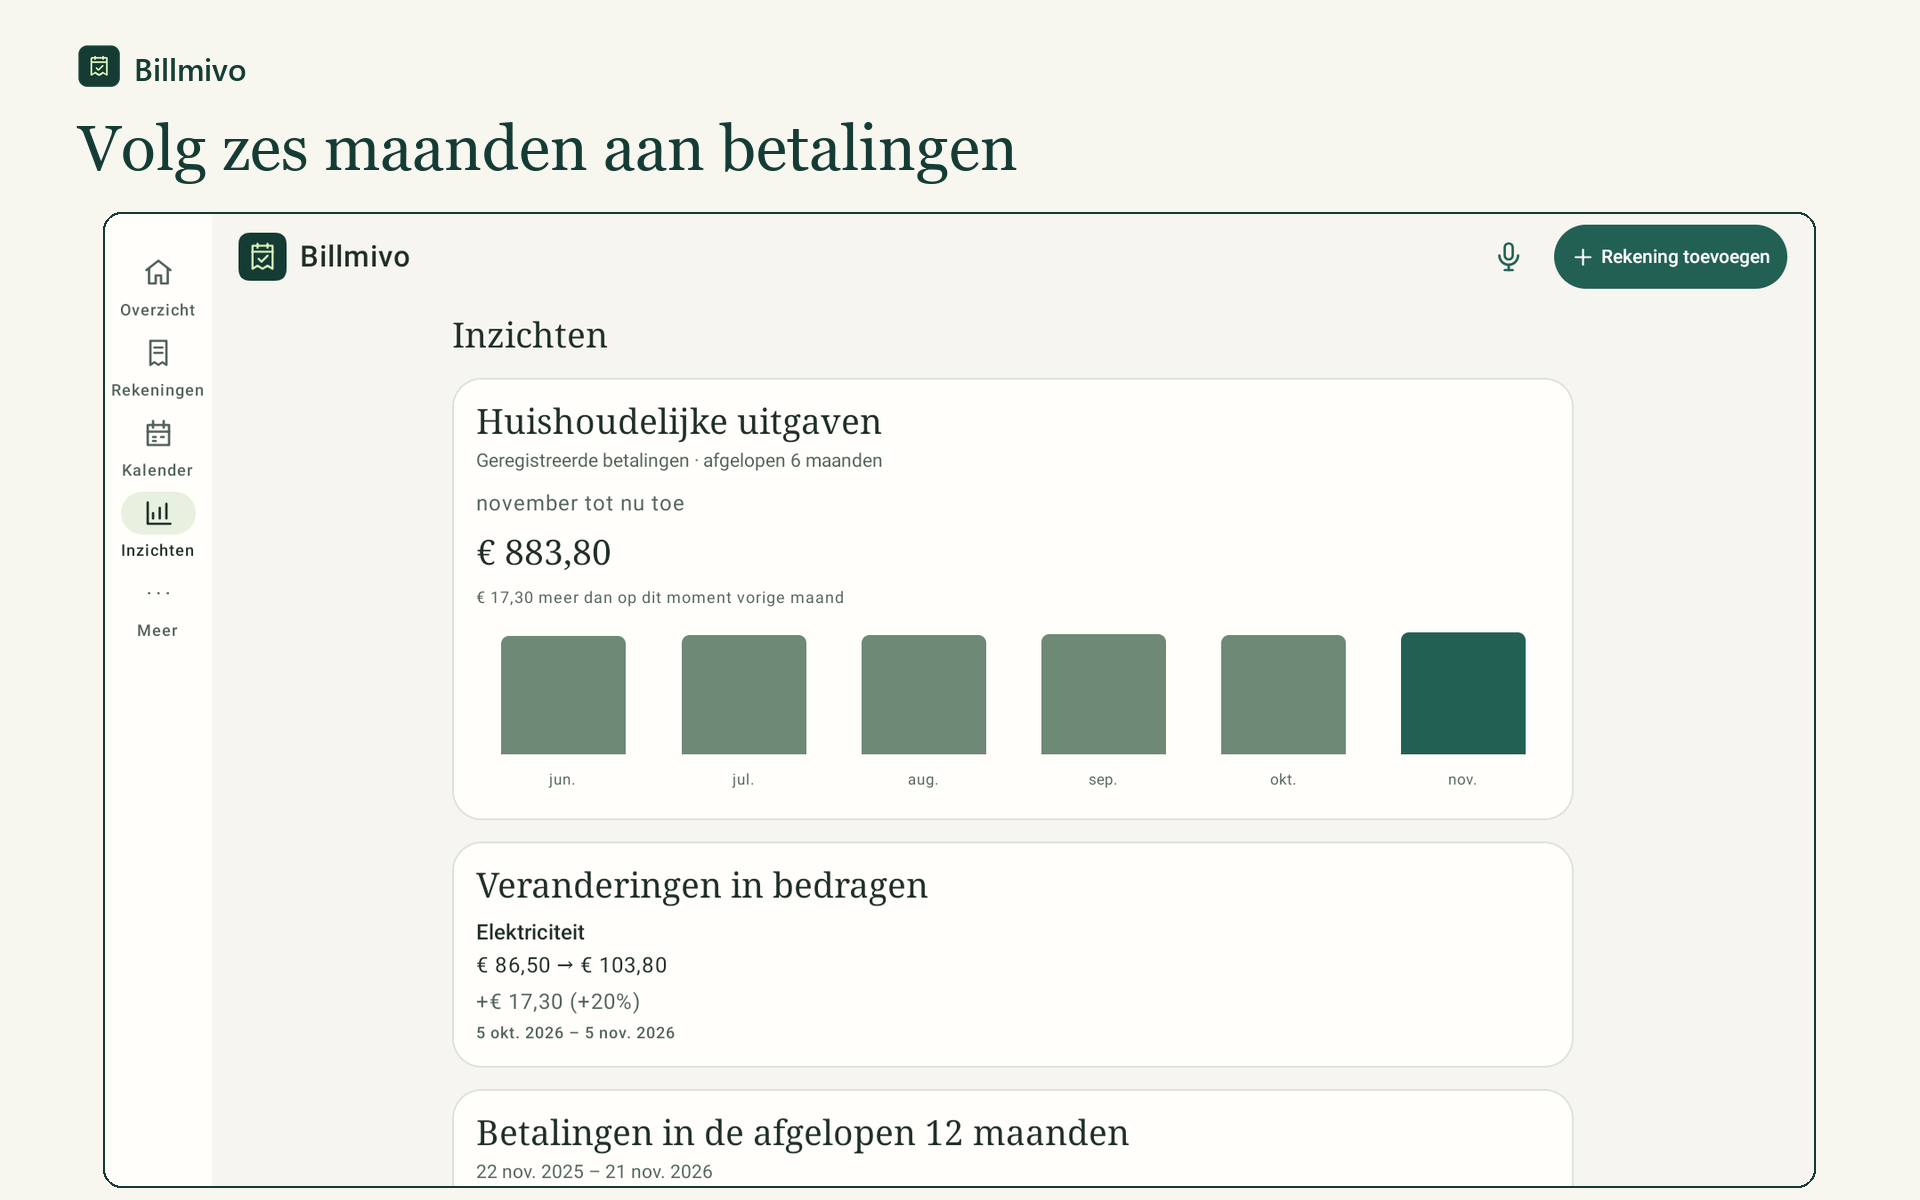 Billmivo
Volg zes maanden aan betalingen
Billmivo
Rekening toevoegen
Overzicht
Rekeningen
Kalender
Inzichten
Meer
Inzichten
Huishoudelijke uitgaven
Geregistreerde betalingen · afgelopen 6 maanden
november tot nu toe
€ 883,80
€ 17,30 meer dan op dit moment vorige maand
jun. jul. aug. sep. okt. nov.
Veranderingen in bedragen
Elektriciteit
€ 86,50 → € 103,80
+€ 17,30 (+20%)
5 okt. 2026 – 5 nov. 2026
Betalingen in de afgelopen 12 maanden
22 nov. 2025 – 21 nov. 2026